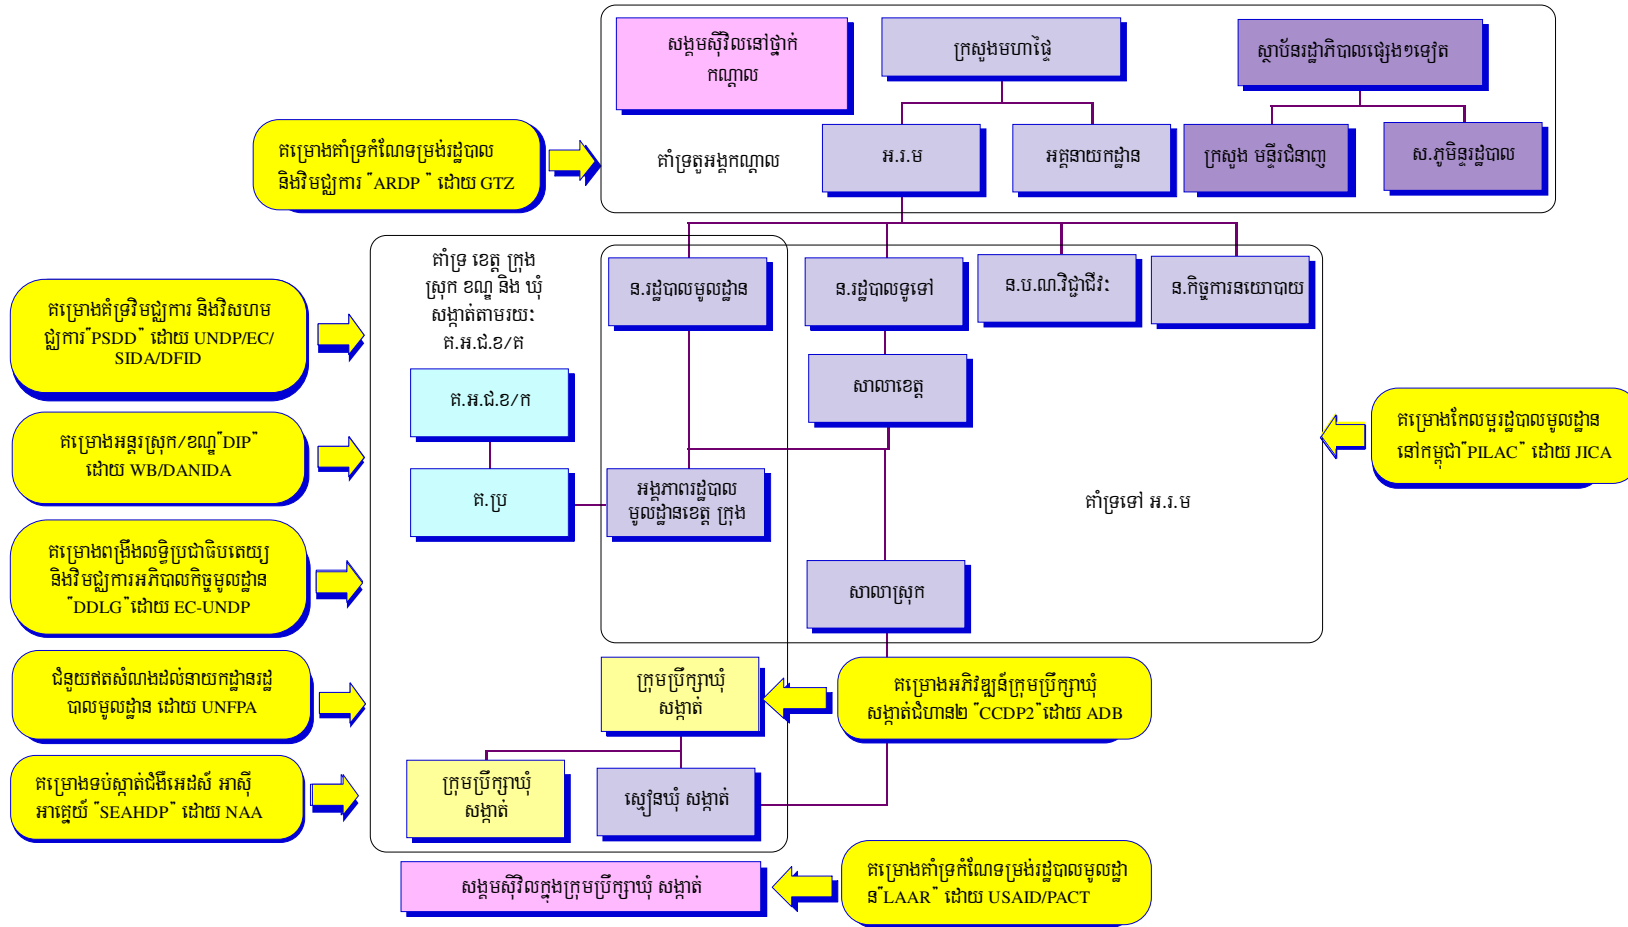 សង្គមស៊ីវិលនៅថ្នាក់
កណ្តាល
ក្រសួងមហាផ្ទៃ
ស្ថាប័នរដ្ឋាភិបាលផ្សេងៗទៀត
គម្រោងគាំទ្រកំណែទម្រង់រដ្ឋបាល
និងវិមជ្ឈការ "ARDP " ដោយ GTZ
គាំទ្រតួអង្គកណ្តាល
អ.រ.ម
អគ្គនាយកដ្ឋាន
ក្រសួង មន្ទីរជំនាញ
ស.ភូមិន្ទរដ្ឋបាល
គាំទ្រ ខេត្ត ក្រុង
ស្រុក ខណ្ឌ និង ឃុំ
សង្កាត់តាមរយៈ
គ.អ.ជ.ខ/គ
ន.រដ្ឋបាលមូលដ្ឋាន
ន.រដ្ឋបាលទូទៅ
ន.ប.ណ.វិជ្ជាជីវៈ
ន.កិច្ចការនយោបាយ
គម្រោងគំទ្រវិមជ្ឈការ និងវិសហម
ជ្ឈការ"PSDD" ដោយ UNDP/EC/
SIDA/DFID
គ.អ.ជ.ខ/ក
សាលាខេត្ត
គម្រោងអន្តរស្រុក/ខណ្ឌ"DIP"
ដោយ WB/DANIDA
គម្រោងកែលម្អរដ្ឋបាលមូលដ្ឋាន
នៅកម្ពុជា"PILAC" ដោយ JICA
គ.ប្រ
អង្គភាពរដ្ឋបាល
មូលដ្ឋានខេត្ត ក្រុង
គាំទ្រទៅ អ.រ.ម
គម្រោងពង្រឹងលទ្ធិប្រជាធិបតេយ្យ
និងវិមជ្ឈការអភិបាលកិច្ចមូលដ្ឋាន
"DDLG"ដោយ EC-UNDP
សាលាស្រុក
ជំនួយឥតសំណងដល់នាយកដ្ឋានរដ្ឋ
បាលមូលដ្ឋាន ដោយ UNFPA
ក្រុមប្រឹក្សាឃុំ
សង្កាត់
គម្រោងអភិវឌ្ឍន៍ក្រុមប្រឹក្សាឃុំ
សង្កាត់ជំហាន២ "CCDP2"ដោយ ADB
គម្រោងទប់ស្កាត់ជំងឺអេដស៍ អាស៊ី
អាគ្នេយ៍ "SEAHDP" ដោយ NAA
ក្រុមប្រឹក្សាឃុំ
សង្កាត់
ស្មៀនឃុំ សង្កាត់
សង្គមស៊ីវិលក្នុងក្រុមប្រឹក្សាឃុំ សង្កាត់
គម្រោងគាំទ្រកំណែទម្រង់រដ្ឋបាលមូលដ្ឋា
ន"LAAR" ដោយ USAID/PACT